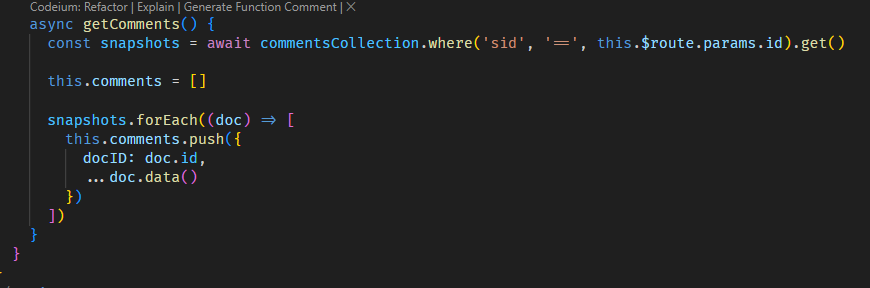 Codeium: Refactor | Explain | Generate Function Comment | X
async getComments() {
const snapshots = await commentsCollection.where('sid', '==', this.$route.params.id).get()
this.comments = []
snapshots.forEach((doc) => [
this.comments.push({
docID: doc.id,
...doc.data()
})
])
}
}